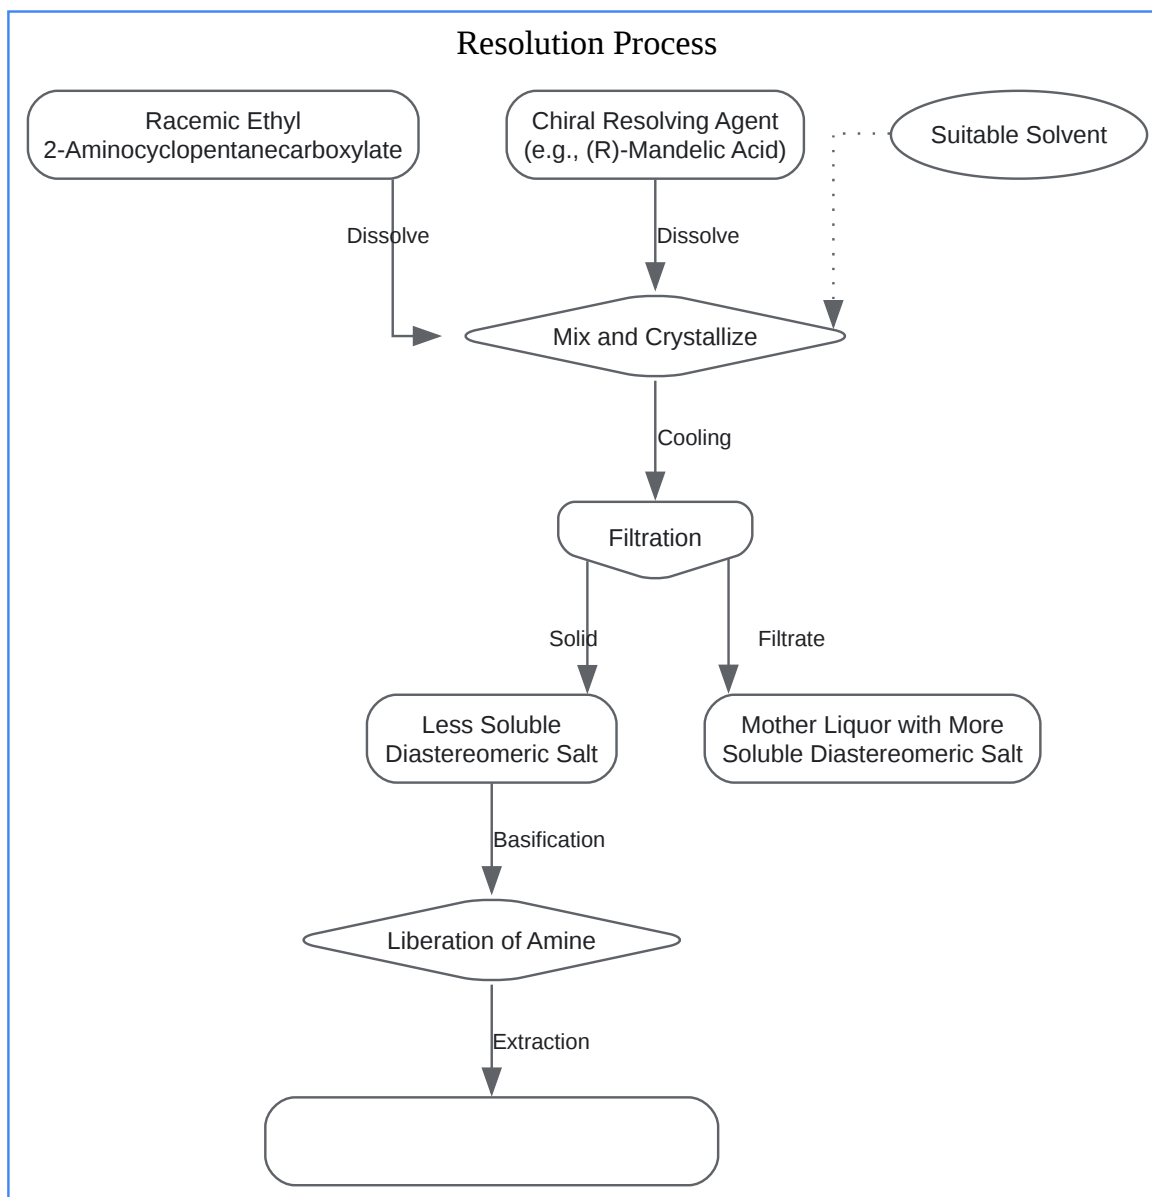 Resolution Process
Racemic Ethyl
2-Aminocyclopentanecarboxylate
Chiral Resolving Agent
(e.g., (R)-Mandelic Acid)
Suitable Solvent
Dissolve
Dissolve
Mix and Crystallize
Cooling
Filtration
Solid
Filtrate
Less Soluble
Diastereomeric Salt
Mother Liquor with More
Soluble Diastereomeric Salt
Basification
Liberation of Amine
Extraction